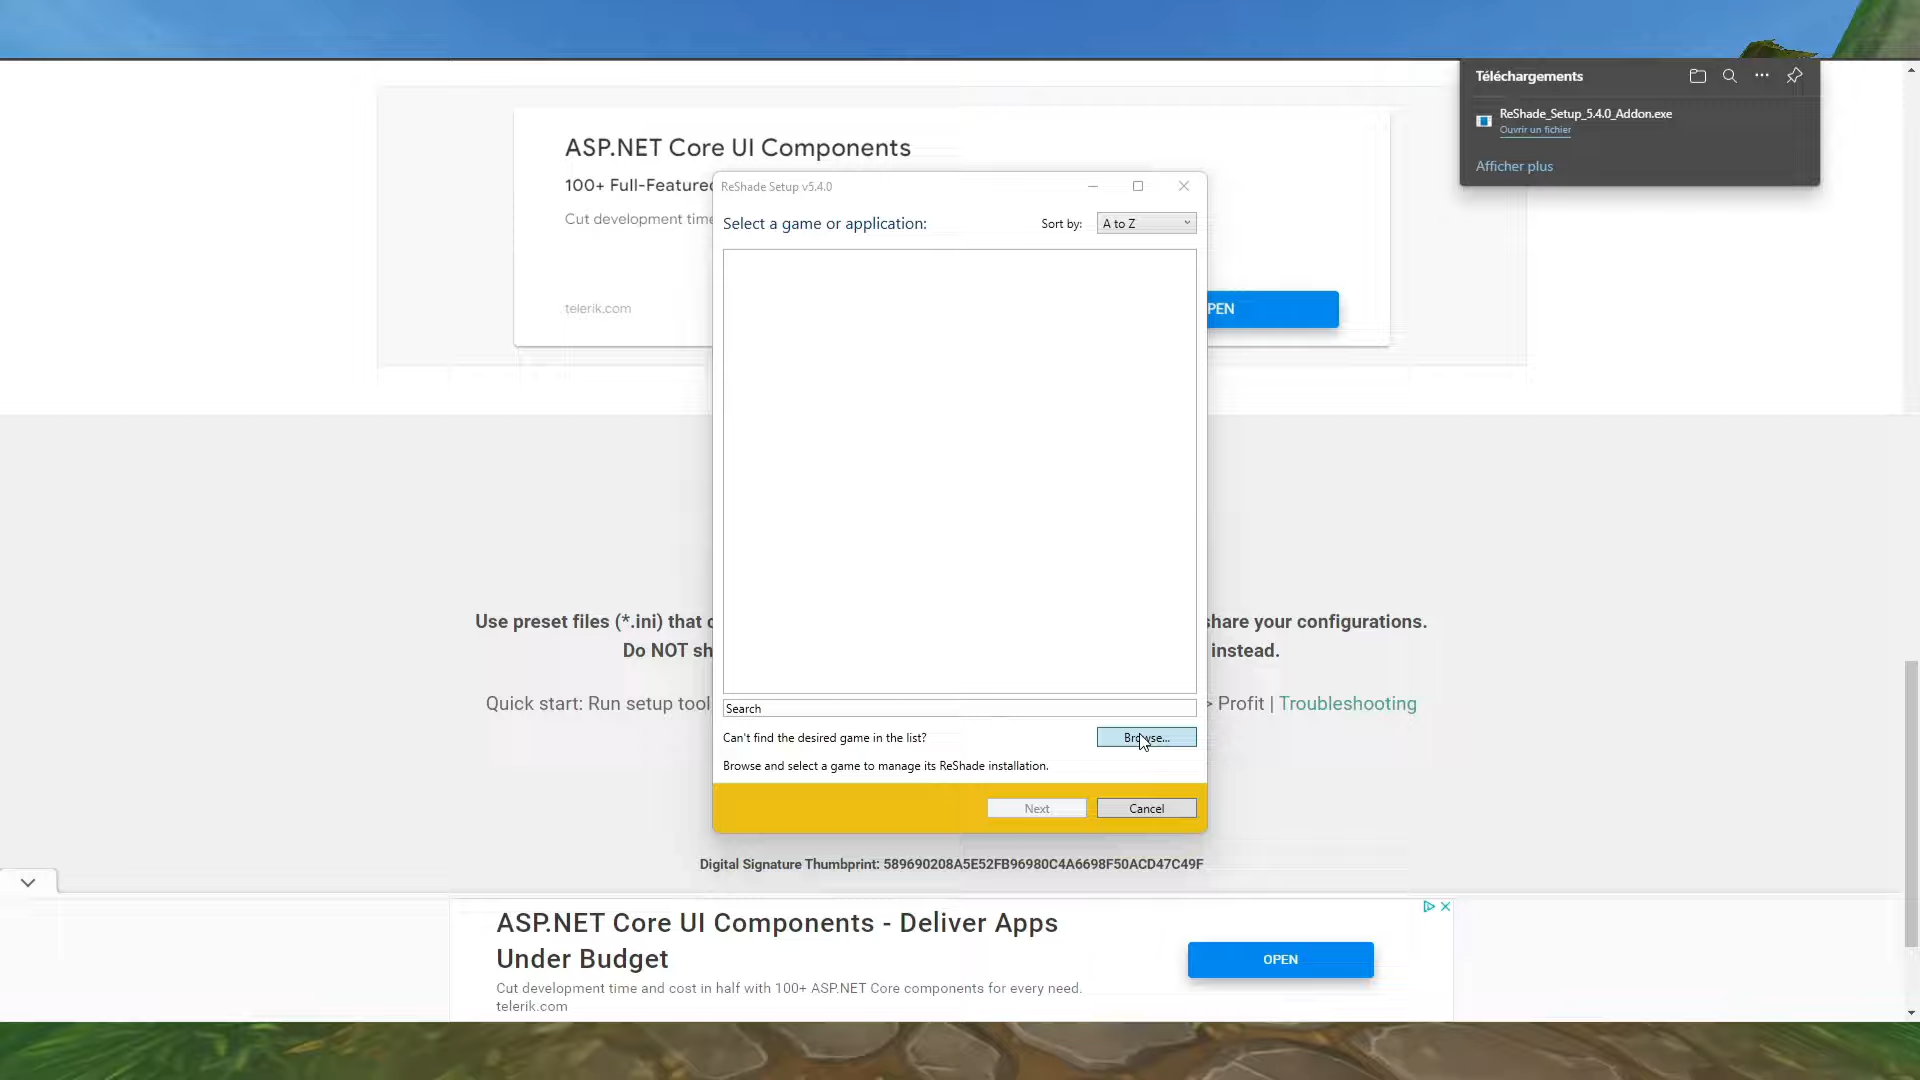 Téléchargements
ReShade_Setup_5.4.0_Addon.exe
Ouvrir un fichier
Afficher plus
ASP.NET Core UI Components
100+ Full-Feature
Cut development time
telerik.com
PEN
ReShade Setup v5.4.0
Select a game or application:
Sort by:
A to Z
Search
Can't find the desired game in the list?
Browse...
Browse and select a game to manage its ReShade installation.
Next
Cancel
Use preset files (*.ini) that
share your configurations.
Do NOT sh
instead.
Quick start: Run setup tool
> Profit | Troubleshooting
Digital Signature Thumbprint: 589690208A5E52FB96980C4A6698F50ACD47C49F
ASP.NET Core UI Components - Deliver Apps
Under Budget
Cut development time and cost in half with 100+ ASP.NET Core components for every need.
telerik.com
OPEN